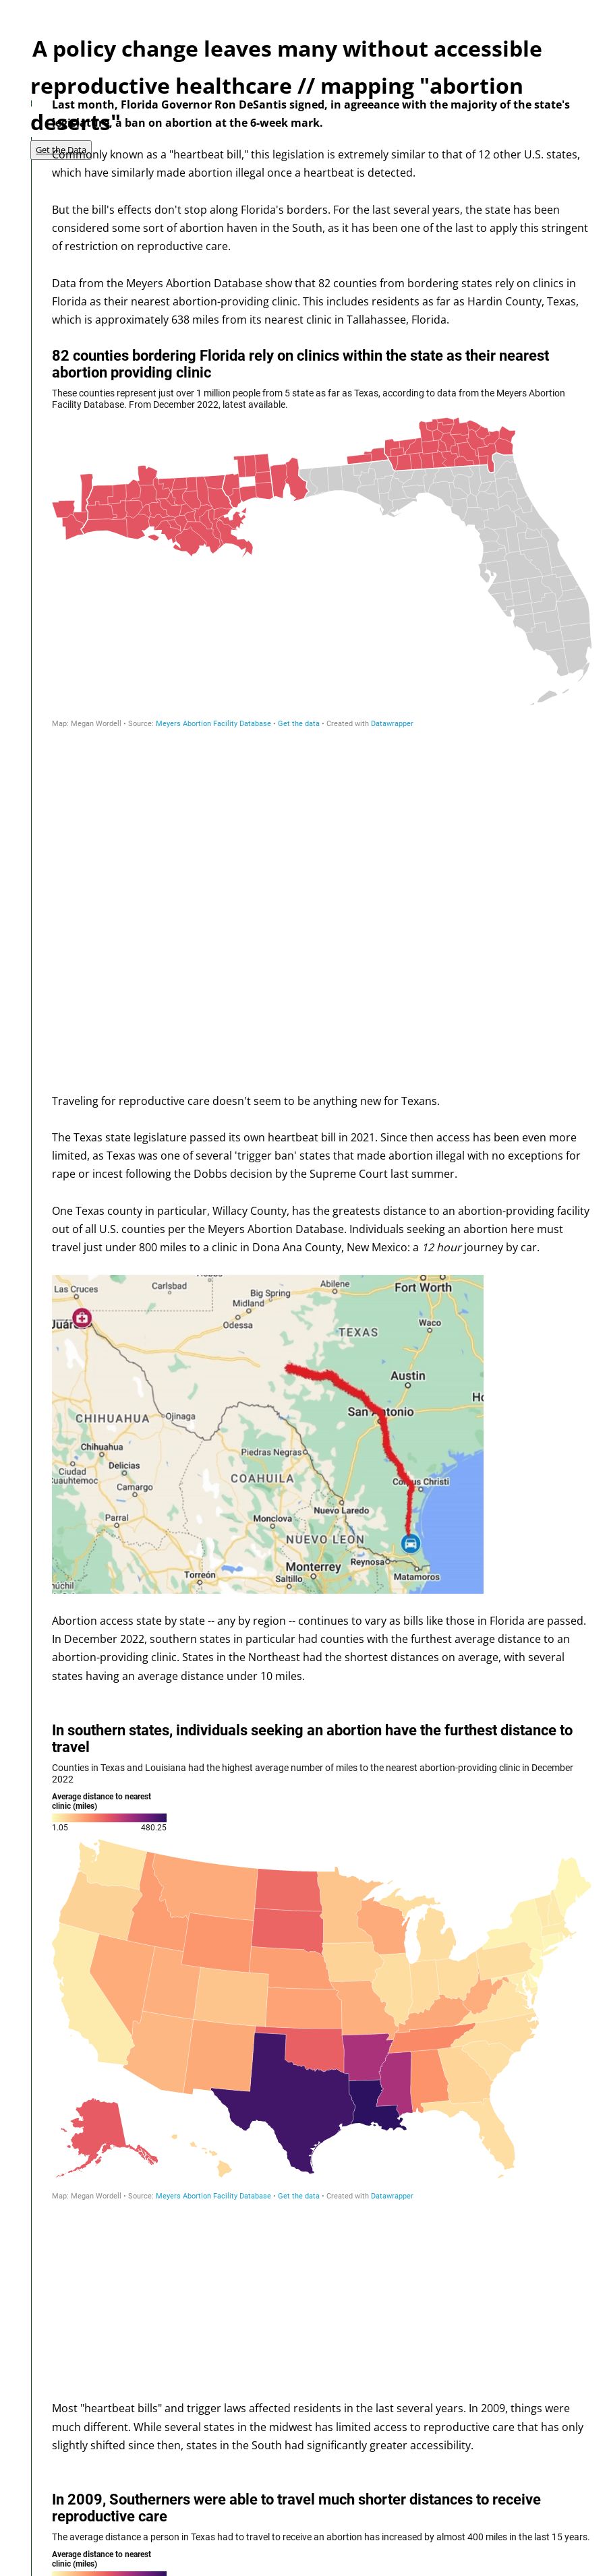 A policy change leaves many without accessible
reproductive healthcare // mapping "abortion
deserts"
Get the Data
Last month, Florida Governor Ron DeSantis signed, in agreeance with the majority of the state's
legislature, a ban on abortion at the 6-week mark.
Commonly known as a "heartbeat bill," this legislation is extremely similar to that of 12 other U.S. states,
which have similarly made abortion illegal once a heartbeat is detected.
But the bill's effects don't stop along Florida's borders. For the last several years, the state has been
considered some sort of abortion haven in the South, as it has been one of the last to apply this stringent
of restriction on reproductive care.
Data from the Meyers Abortion Database show that 82 counties from bordering states rely on clinics in
Florida as their nearest abortion-providing clinic. This includes residents as far as Hardin County, Texas,
which is approximately 638 miles from its nearest clinic in Tallahassee, Florida.
82 counties bordering Florida rely on clinics within the state as their nearest
abortion providing clinic
These counties represent just over 1 million people from 5 state as far as Texas, according to data from the Meyers Abortion
Facility Database. From December 2022, latest available.
Map: Megan Wordell • Source: Meyers Abortion Facility Database • Get the data • Created with Datawrapper
Traveling for reproductive care doesn't seem to be anything new for Texans.
The Texas state legislature passed its own heartbeat bill in 2021. Since then access has been even more
limited, as Texas was one of several 'trigger ban' states that made abortion illegal with no exceptions for
rape or incest following the Dobbs decision by the Supreme Court last summer.
One Texas county in particular, Willacy County, has the greatests distance to an abortion-providing facility
out of all U.S. counties per the Meyers Abortion Database. Individuals seeking an abortion here must
travel just under 800 miles to a clinic in Dona Ana County, New Mexico: a 12 hour journey by car.
Las Cruces
Carlsbad
Big Spring
Abilene
Fort Worth
Midland
Odessa
Juárez
TEXAS
Waco
Austin
San Antonio
CHIHUAHUA
Ojinaga
Chihuahua
Delicias
Ciudad
Cuauhtemoc
Camargo
Piedras Negras
COAHUILA
Corpus Christi
Nuevo Laredo
Parral
Monclova
NUEVO LEON
Monterrey
Reynosa
Torreón
Saltillo
Matamoros
Abortion access state by state -- any by region -- continues to vary as bills like those in Florida are passed.
In December 2022, southern states in particular had counties with the furthest average distance to an
abortion-providing clinic. States in the Northeast had the shortest distances on average, with several
states having an average distance under 10 miles.
In southern states, individuals seeking an abortion have the furthest distance to
travel
Counties in Texas and Louisiana had the highest average number of miles to the nearest abortion-providing clinic in December
2022
Average distance to nearest
clinic (miles)
1.05 480.25
Map: Megan Wordell • Source: Meyers Abortion Facility Database • Get the data • Created with Datawrapper
Most "heartbeat bills" and trigger laws affected residents in the last several years. In 2009, things were
much different. While several states in the midwest has limited access to reproductive care that has only
slightly shifted since then, states in the South had significantly greater accessibility.
In 2009, Southerners were able to travel much shorter distances to receive
reproductive care
The average distance a person in Texas had to travel to receive an abortion has increased by almost 400 miles in the last 15 years.
Average distance to nearest
clinic (miles)